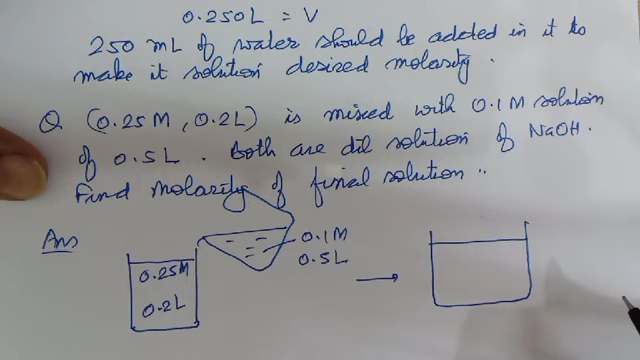 0.250L = V
250 mL of water should be added in it to
make it solution desired molarity.
Q (0.25M, 0.2L) is mixed with 0.1M solution
of 0.5L. Both are dil solution of NaOH.
Find molarity of final solution..
Ans
0.1M
0.5L
0.25M
0.2L